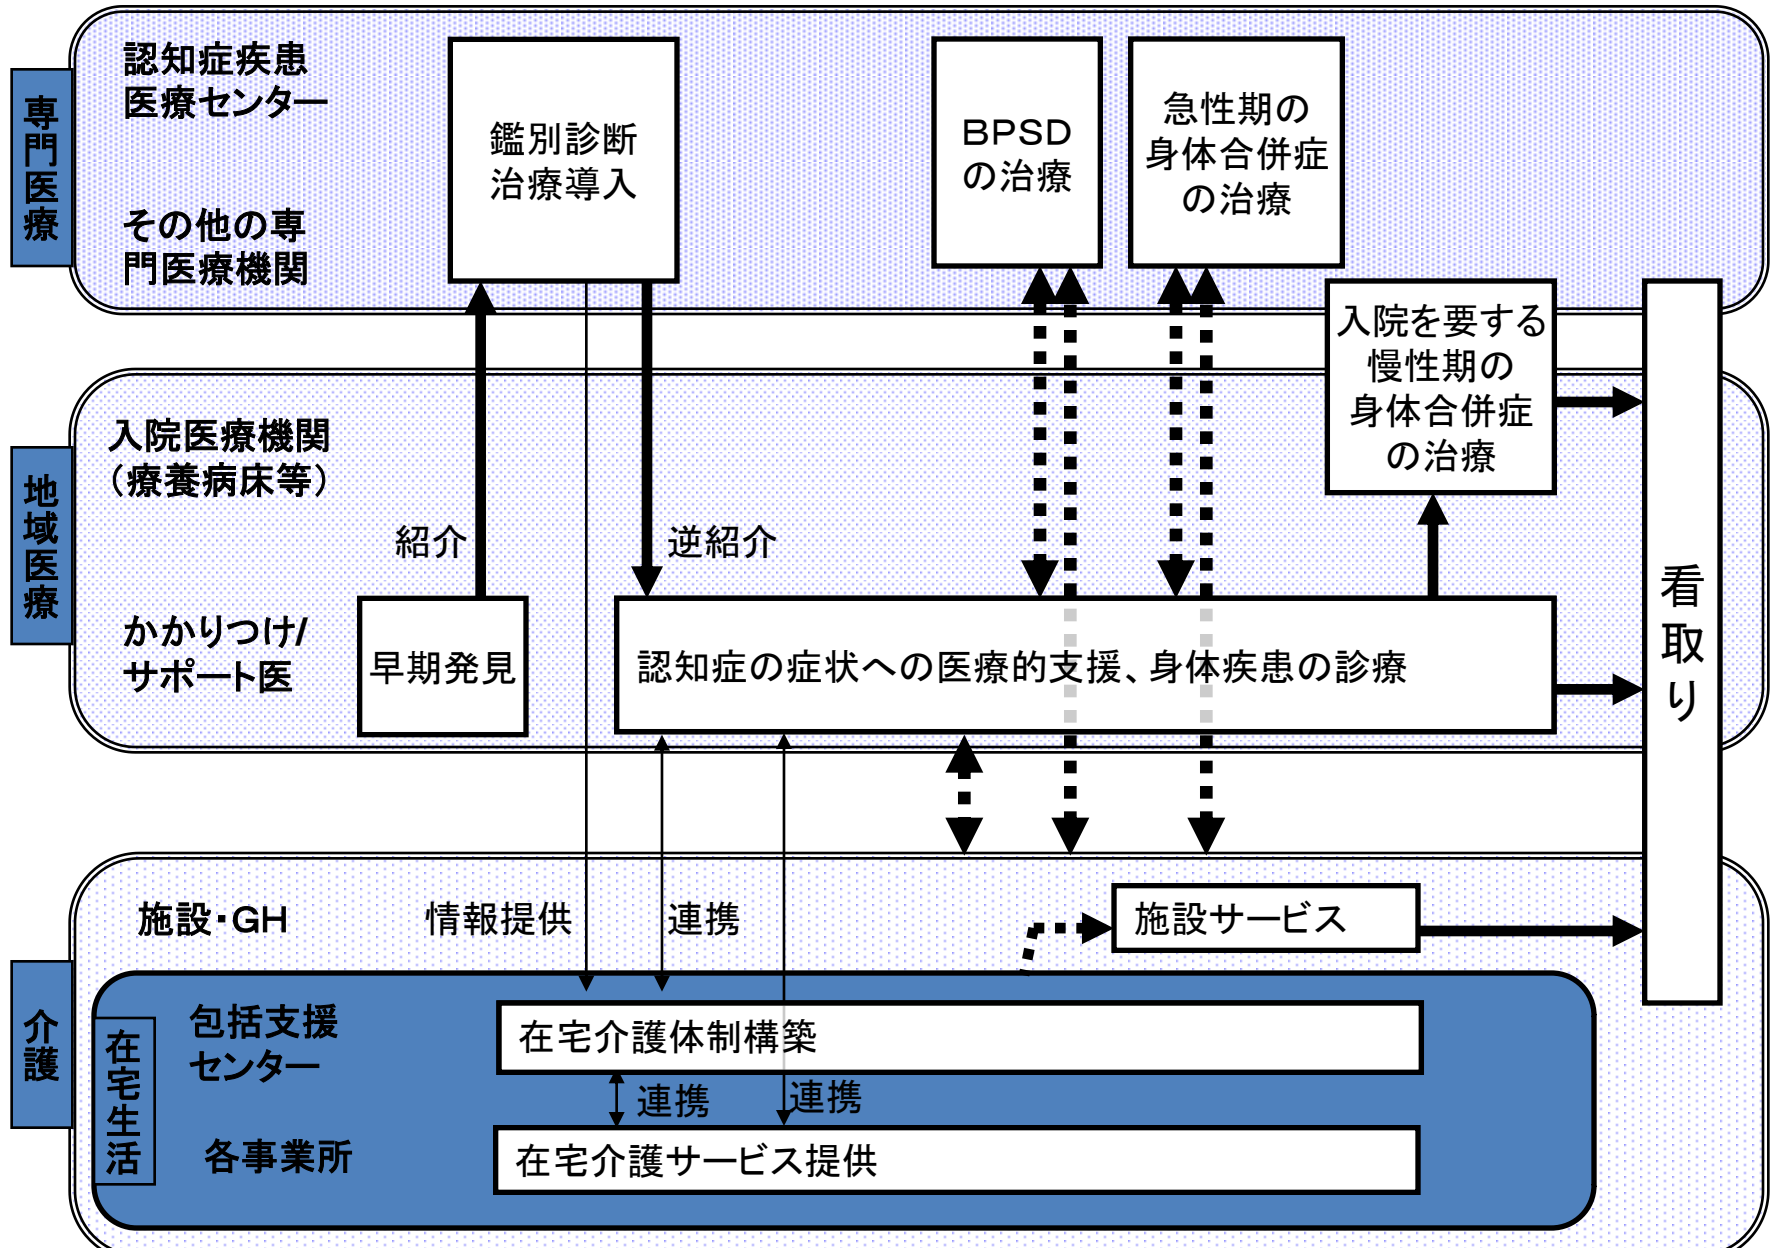 専門医療
認知症疾患
医療センター
その他の専
門医療機関
鑑別診断
治療導入
BPSD
の治療
急性期の
身体合併症
の治療
入院を要する
慢性期の
身体合併症
の治療
地域医療
入院医療機関
（療養病床等）
紹介
逆紹介
かかりつけ/
サポート医
早期発見
認知症の症状への医療的支援、身体疾患の診療
看取り
介護
施設・GH
情報提供
連携
施設サービス
在宅生活
包括支援
センター
在宅介護体制構築
連携
連携
各事業所
在宅介護サービス提供